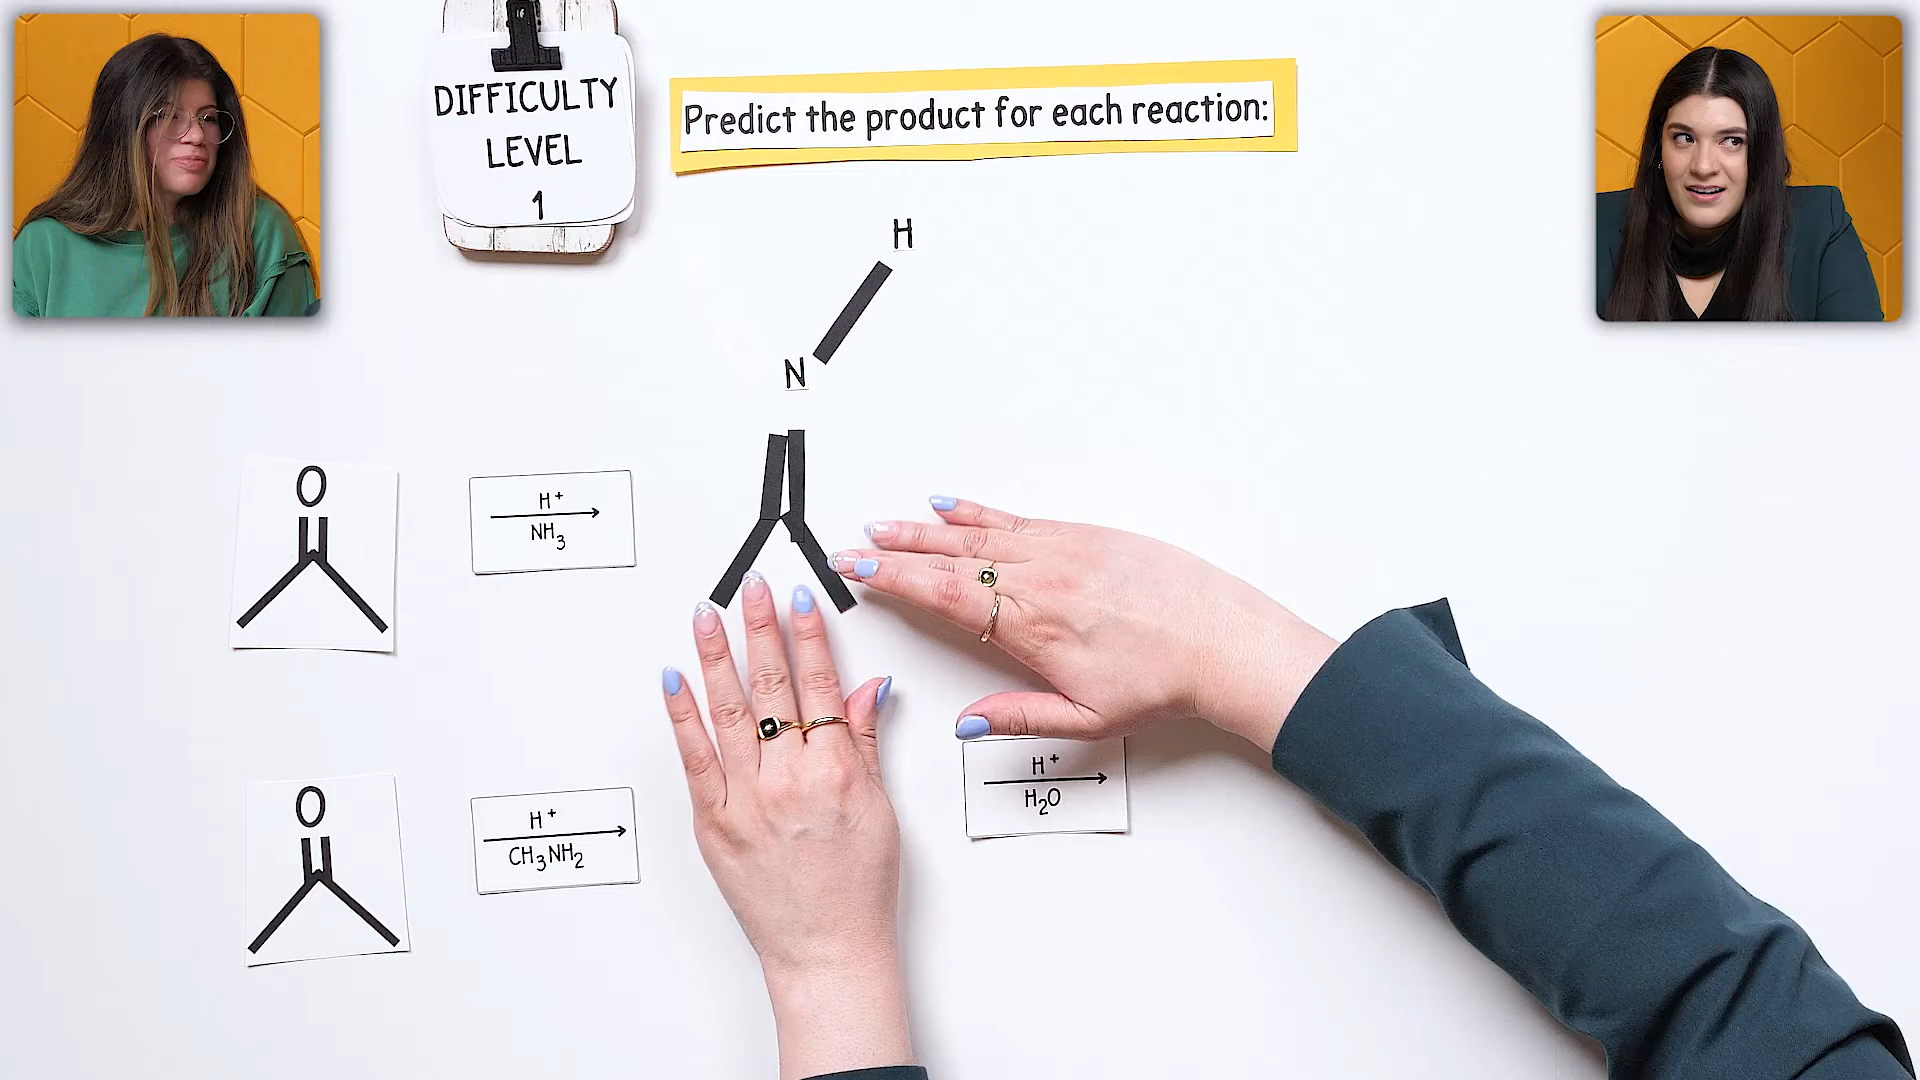 DIFFICULTY
LEVEL
1
Predict the product for each reaction:
H
N
O
H⁺
NH₃
O
H⁺
CH₃NH₂
H⁺
H₂O